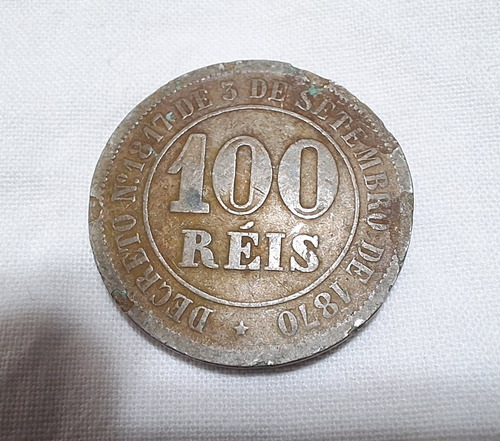 DECRETO Nº 1817 DE 3 DE SETEMBRO DE 1870
100
RÉIS